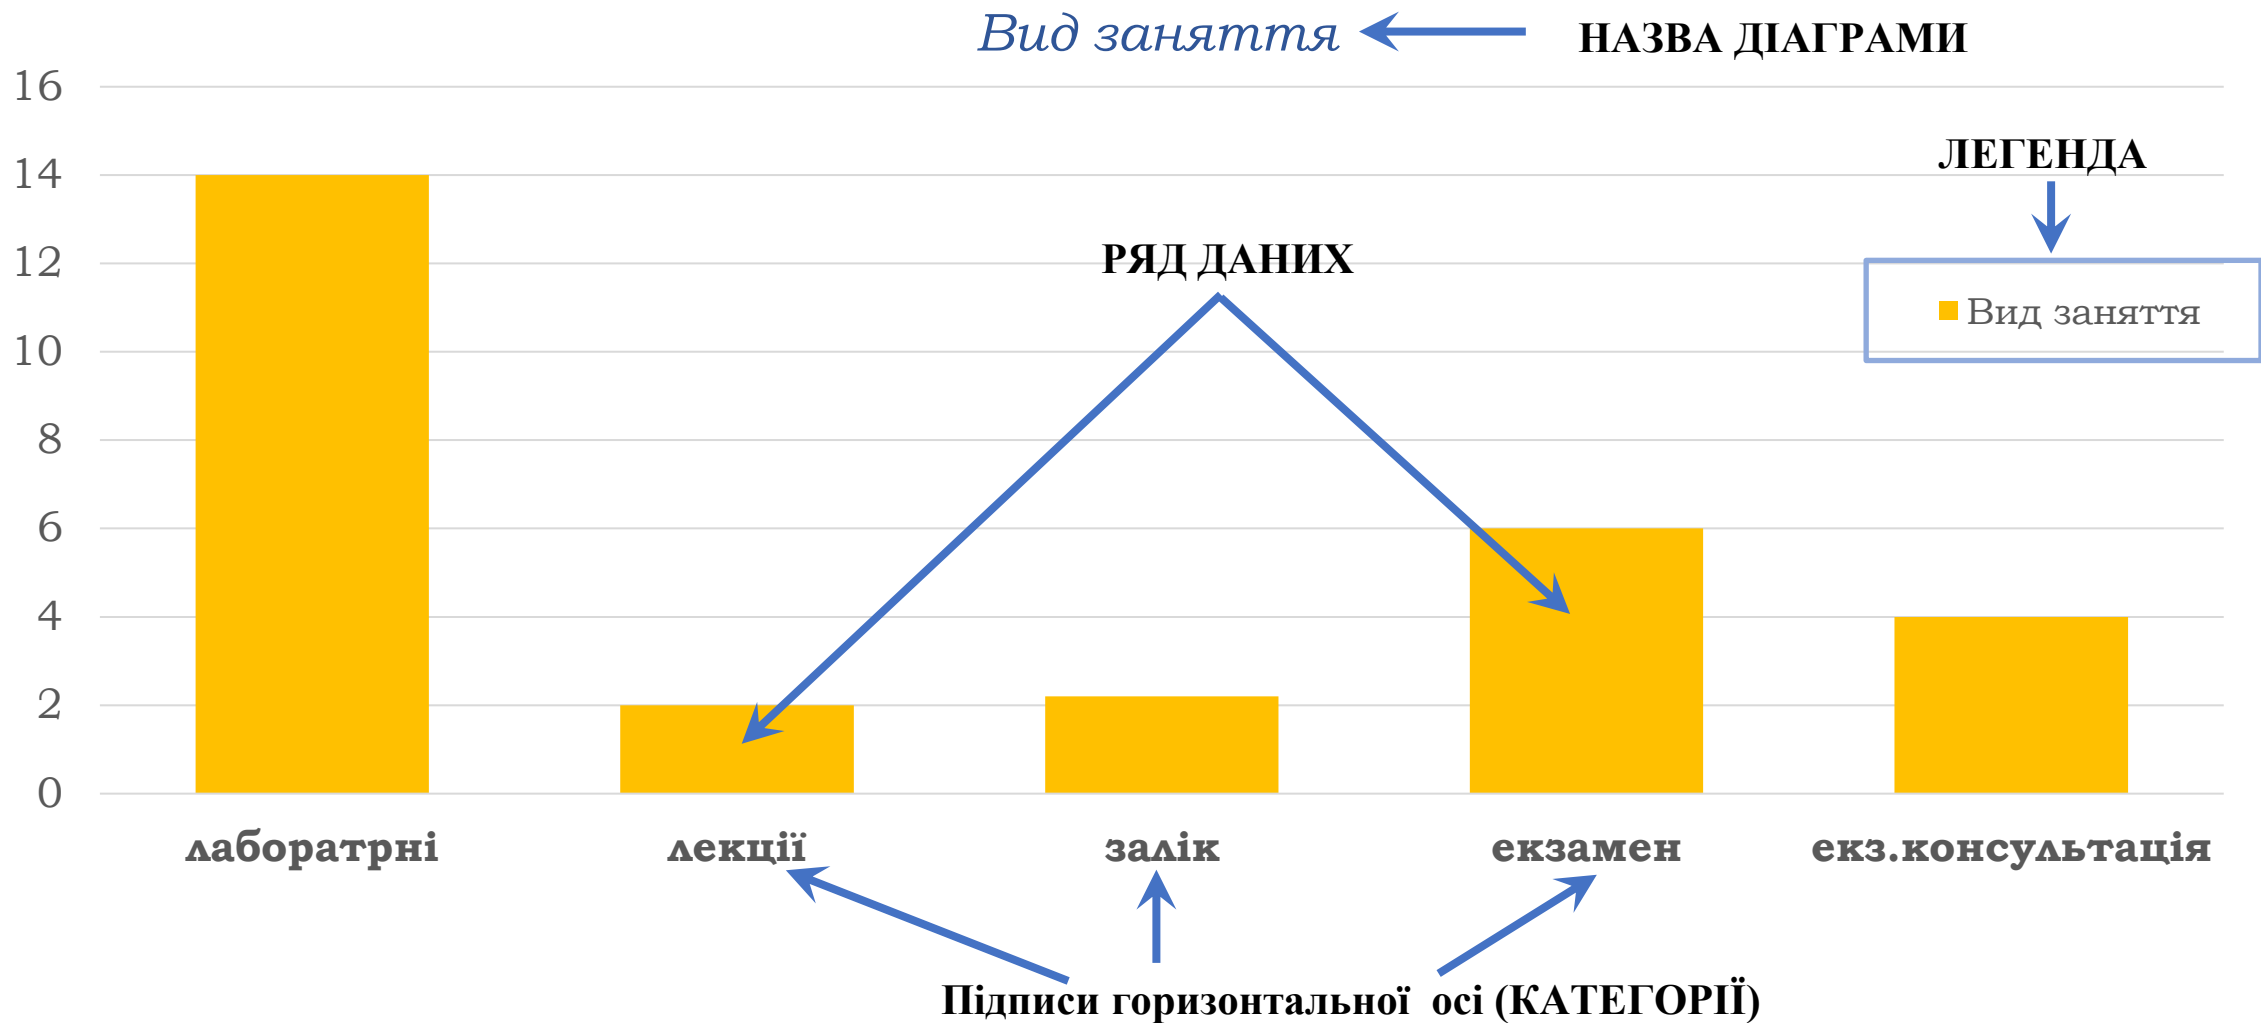 Вид заняття
НАЗВА ДІАГРАМИ
16
14
12
10
8
6
4
2
0
ЛЕГЕНДА
РЯД ДАНИХ
Вид заняття
лаборатрні
лекції
залік
екзамен
екз.консультація
Підписи горизонтальної осі (КАТЕГОРІЇ)